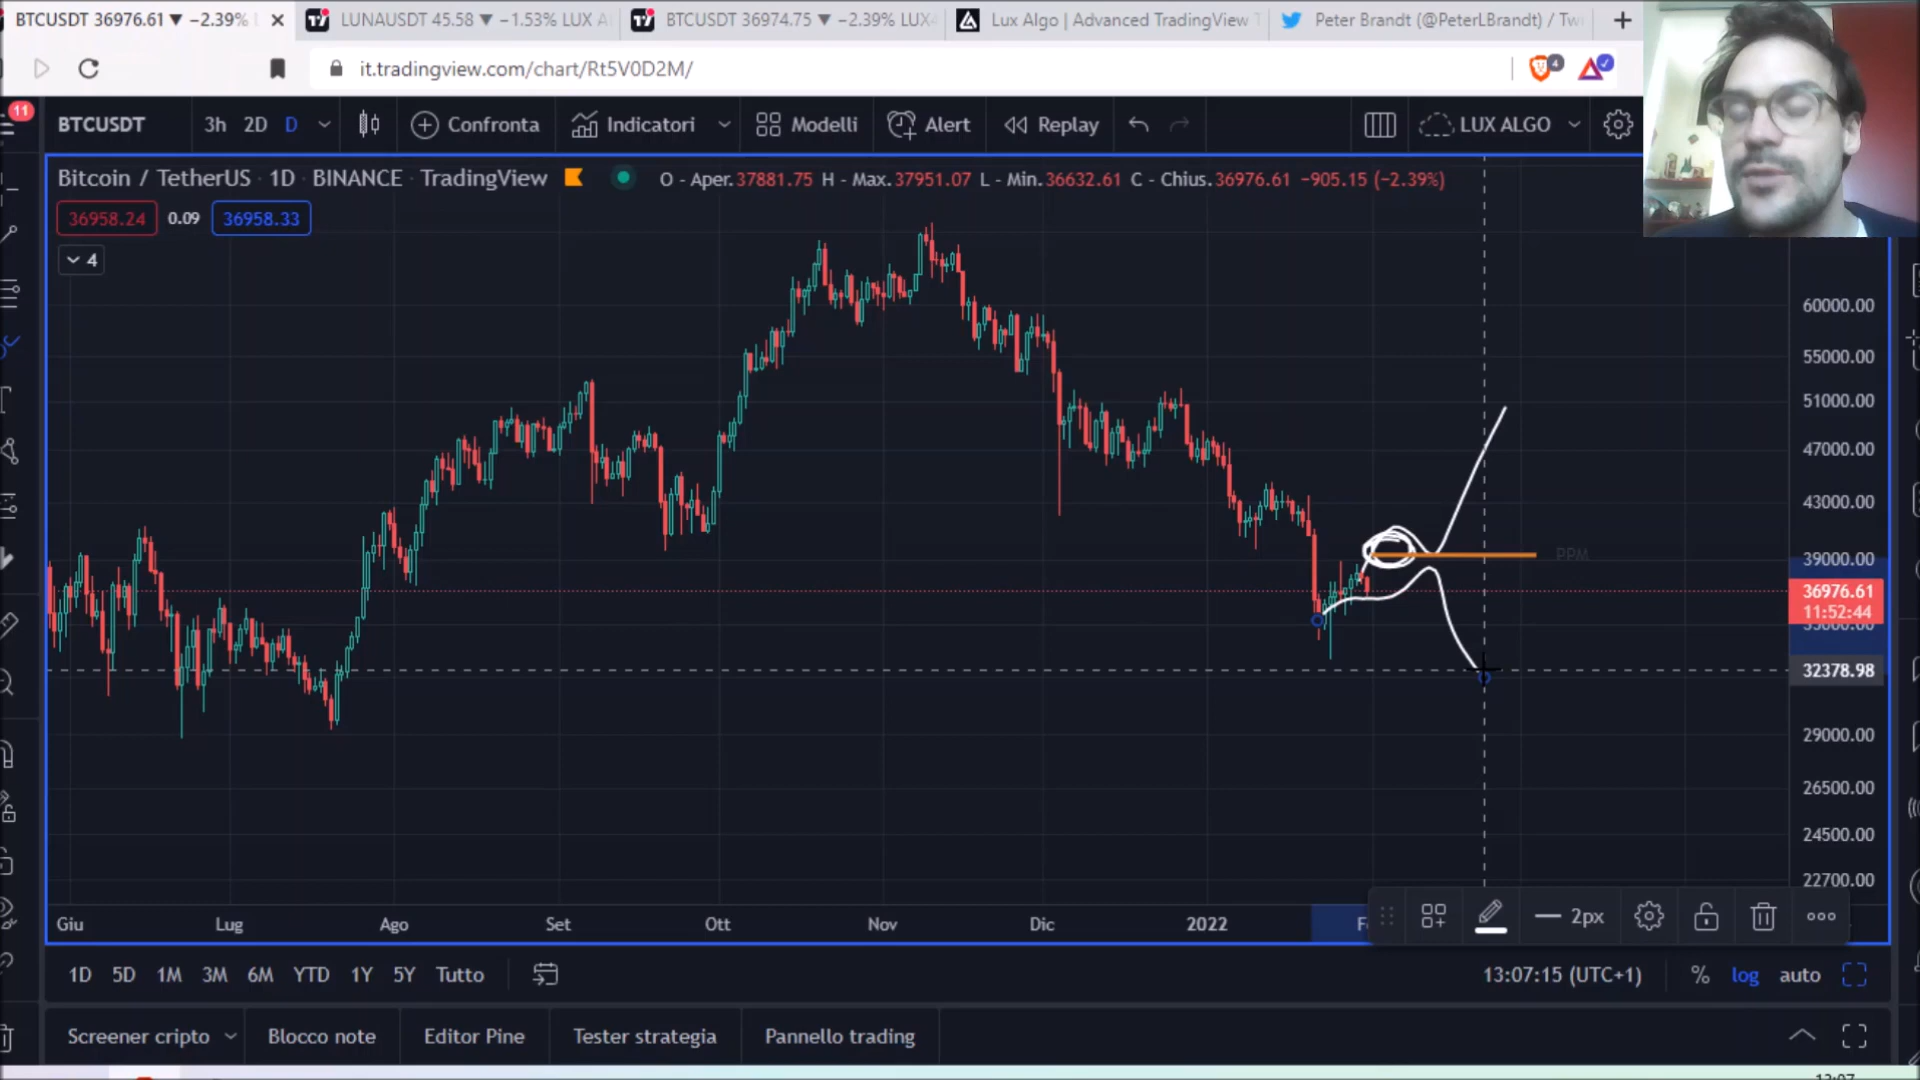 BTCUSDT 36976.61 ▼ −2.39%
LUNAUSDT 45.58 ▼ −1.53% LUX A
BTCUSDT 36974.75 ▼ −2.39% LUX
Lux Algo | Advanced TradingView
Peter Brandt (@PeterLBrandt) / Tw
it.tradingview.com/chart/Rt5V0D2M/
4
11
BTCUSDT
3h 2D D
Confronta
Indicatori
Modelli
Alert
Replay
LUX ALGO
Bitcoin / TetherUS · 1D · BINANCE · TradingView
O - Aper.37881.75 H - Max.37951.07 L - Min.36632.61 C - Chius.36976.61 −905.15 (−2.39%)
36958.24 0.09 36958.33
4
60000.00
55000.00
51000.00
47000.00
43000.00
PPM
39000.00
36976.61
11:52:44
35000.00
32378.98
29000.00
26500.00
24500.00
22700.00
Giu Lug Ago Set Ott Nov Dic 2022
2px
1D 5D 1M 3M 6M YTD 1Y 5Y Tutto
13:07:15 (UTC+1) % log auto
Screener cripto Blocco note Editor Pine Tester strategia Pannello trading